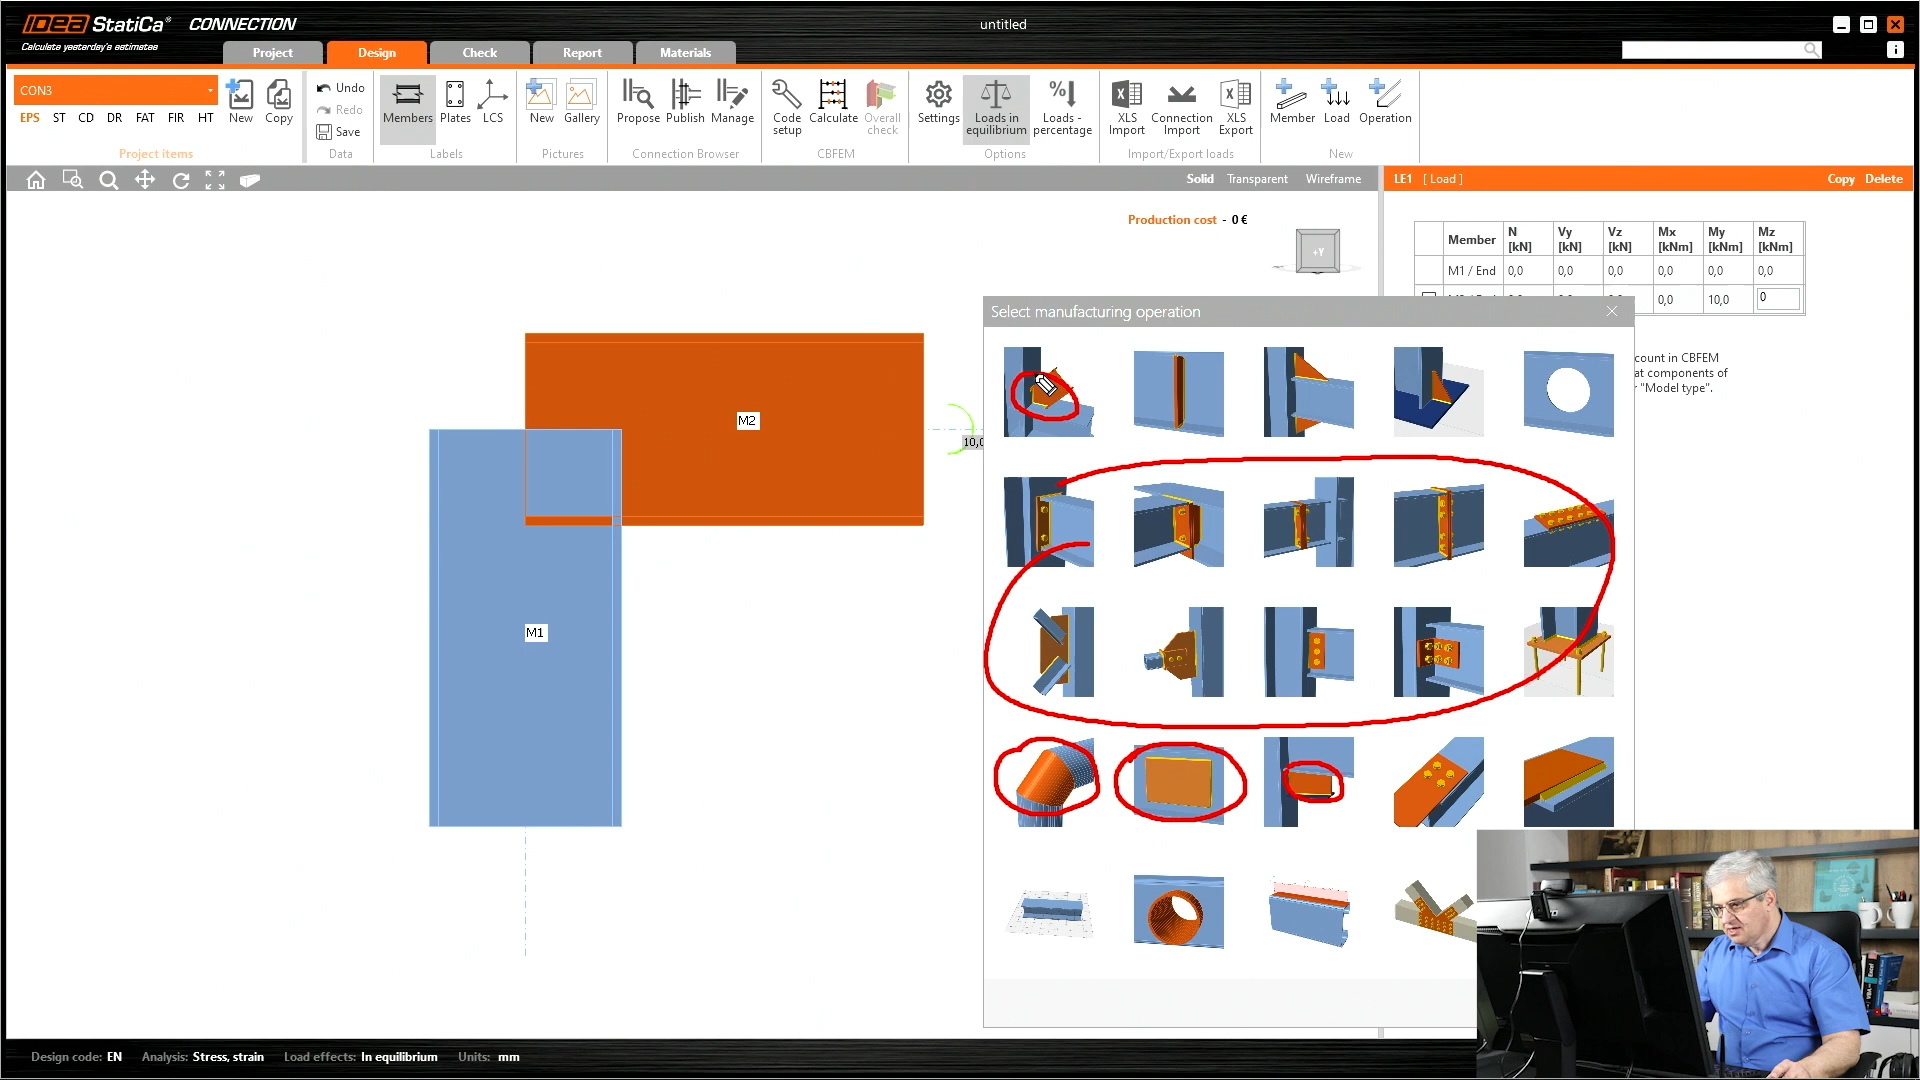 IDEA StatiCa® CONNECTION
Calculate yesterday's estimates
untitled
Project
Design
Check
Report
Materials
i
CON3
EPS ST CD DR FAT FIR HT
New
Copy
Project items
Undo
Redo
Save
Data
Members
Plates
LCS
Labels
New
Gallery
Pictures
Propose
Publish
Manage
Connection Browser
Code setup
Calculate
Overall check
CBFEM
Settings
Loads in equilibrium
Loads - percentage
Options
XLS Import
Connection Import
XLS Export
Import/Export loads
Member
Load
Operation
New
Solid Transparent Wireframe
LE1 [ Load ]
Copy Delete
Production cost - 0 €
+Y
Member N [kN] Vy [kN] Vz [kN] Mx [kNm] My [kNm] Mz [kNm]
M1 / End 0,0 0,0 0,0 0,0 0,0 0,0
0,0 10,0 0
Select manufacturing operation
count in CBFEM
at components of
"Model type".
M2
10,0
M1
Design code: EN Analysis: Stress, strain Load effects: In equilibrium Units: mm